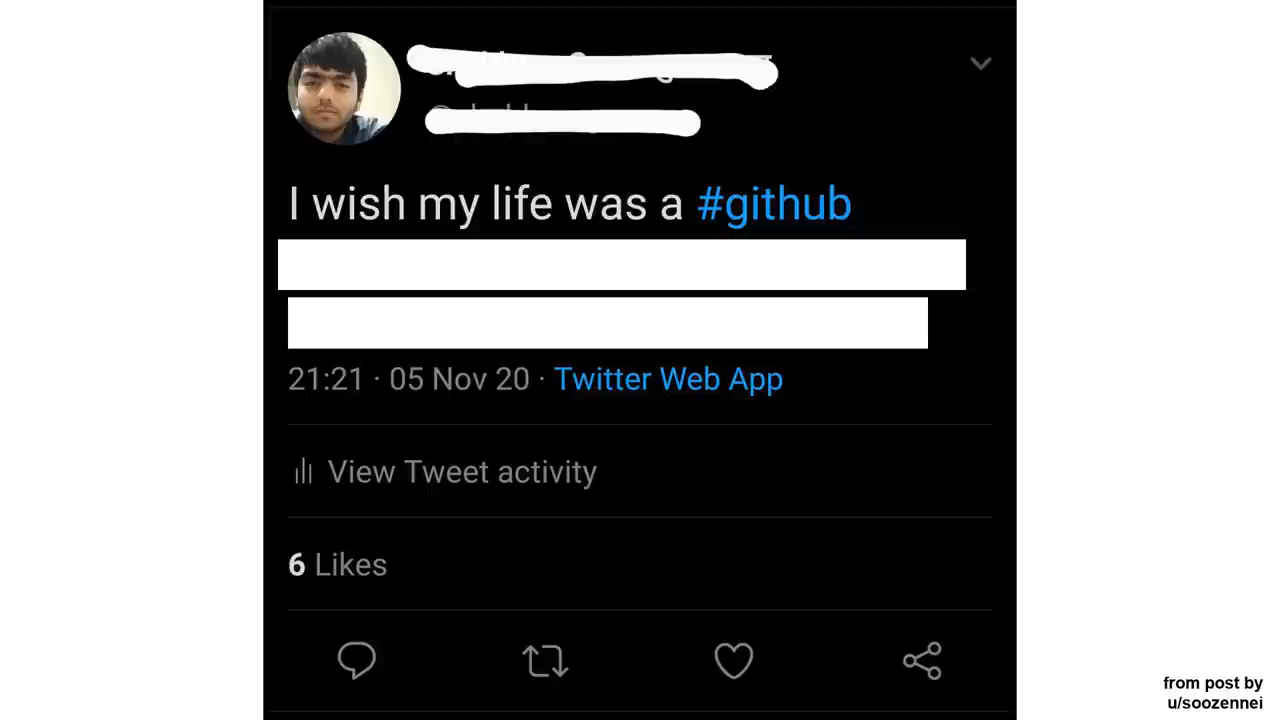 I wish my life was a #github
21:21 · 05 Nov 20 · Twitter Web App
View Tweet activity
6 Likes
from post by
u/soozennei